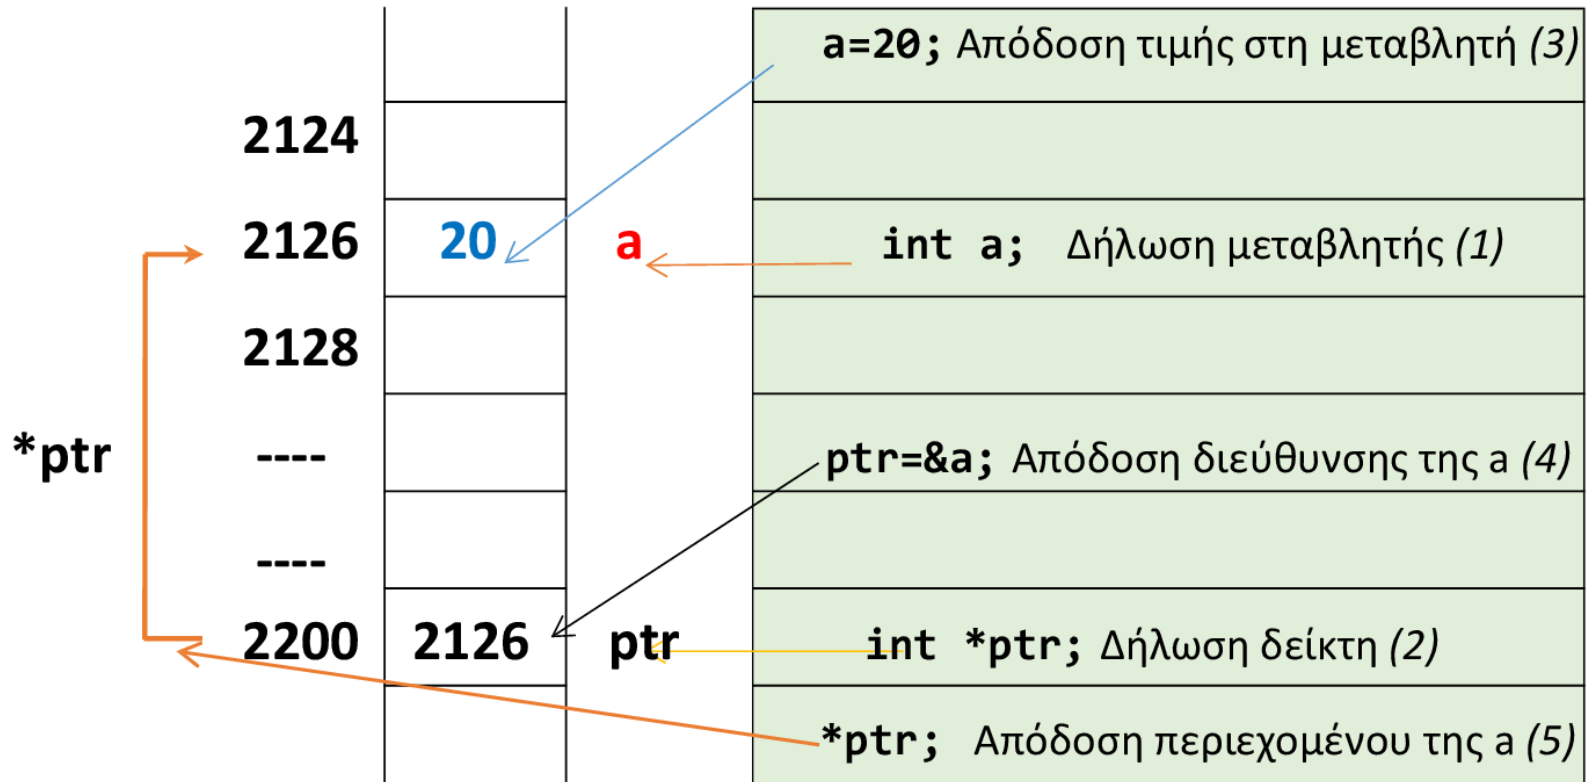 a=20; Απόδοση τιμής στη μεταβλητή (3)
2124
2126 20 a int a; Δήλωση μεταβλητής (1)
2128
*ptr ---- ptr=&a; Απόδοση διεύθυνσης της a (4)
----
2200 2126 ptr int *ptr; Δήλωση δείκτη (2)
*ptr; Απόδοση περιεχομένου της a (5)